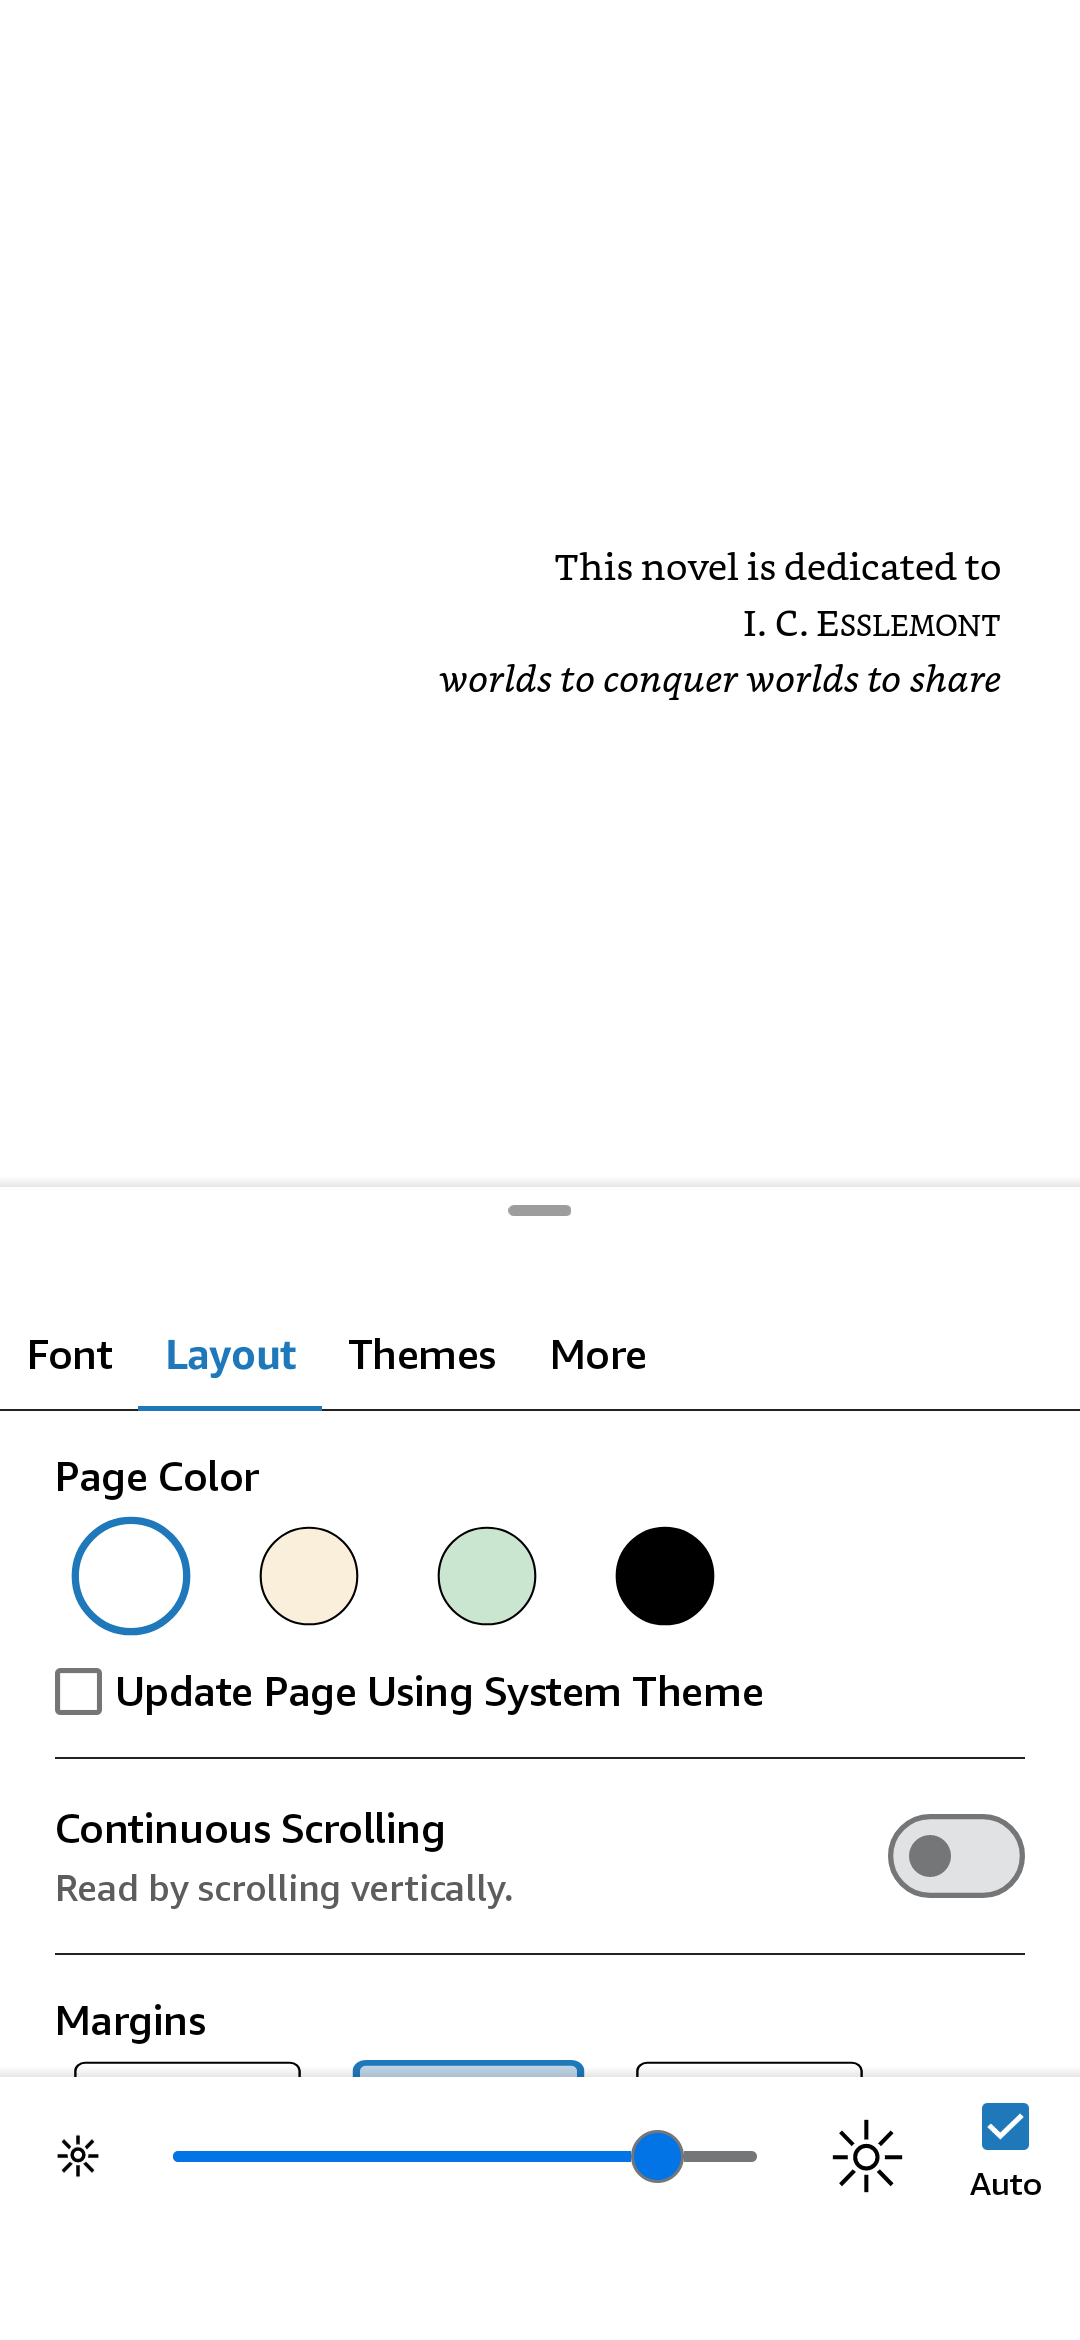 This novel is dedicated to
I. C. ESSLEMONT
worlds to conquer worlds to share
Font Layout Themes More
Page Color
Update Page Using System Theme
Continuous Scrolling
Read by scrolling vertically.
Margins
Auto